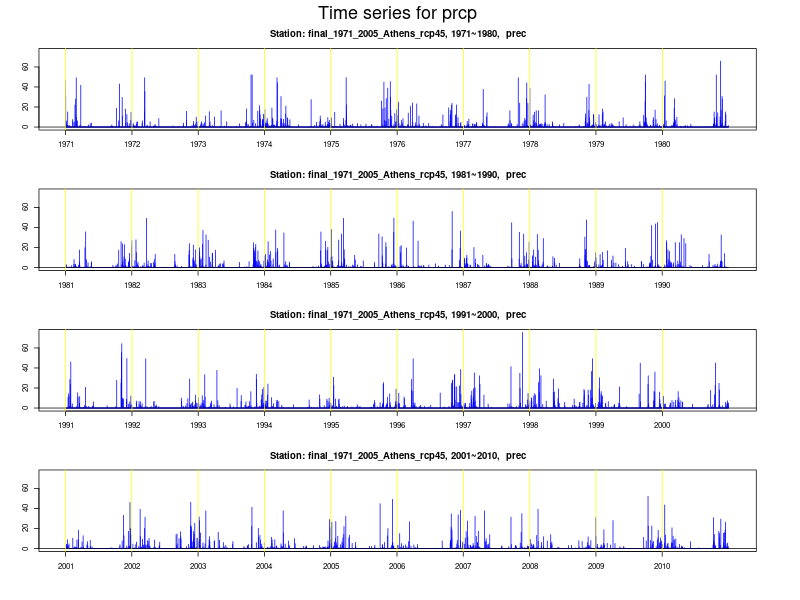 Time series for prcp
Station: final_1971_2005_Athens_rcp45, 1971~1980, prec
0 20 40 60
1971 1972 1973 1974 1975 1976 1977 1978 1979 1980
Station: final_1971_2005_Athens_rcp45, 1981~1990, prec
0 20 40 60
1981 1982 1983 1984 1985 1986 1987 1988 1989 1990
Station: final_1971_2005_Athens_rcp45, 1991~2000, prec
0 20 40 60
1991 1992 1993 1994 1995 1996 1997 1998 1999 2000
Station: final_1971_2005_Athens_rcp45, 2001~2010, prec
0 20 40 60
2001 2002 2003 2004 2005 2006 2007 2008 2009 2010